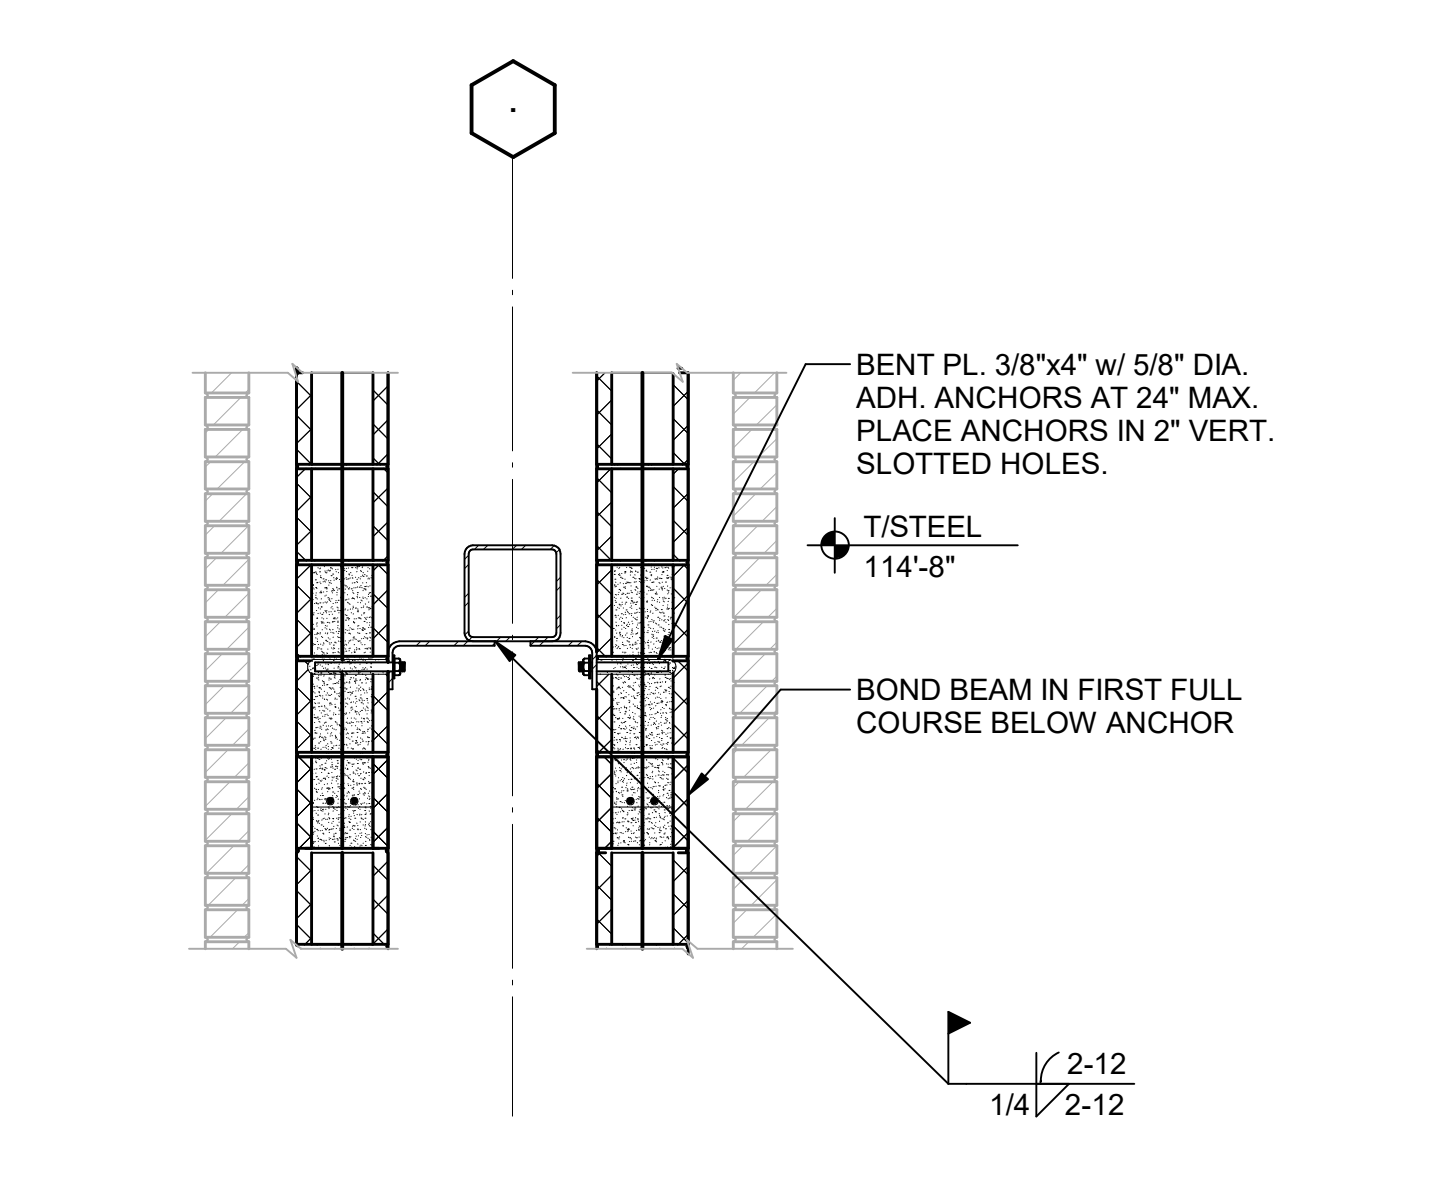 BENT PL. 3/8"x4" w/ 5/8" DIA.
ADH. ANCHORS AT 24" MAX.
PLACE ANCHORS IN 2" VERT.
SLOTTED HOLES.
T/STEEL
114'-8"
BOND BEAM IN FIRST FULL
COURSE BELOW ANCHOR
2-12
1/4 2-12